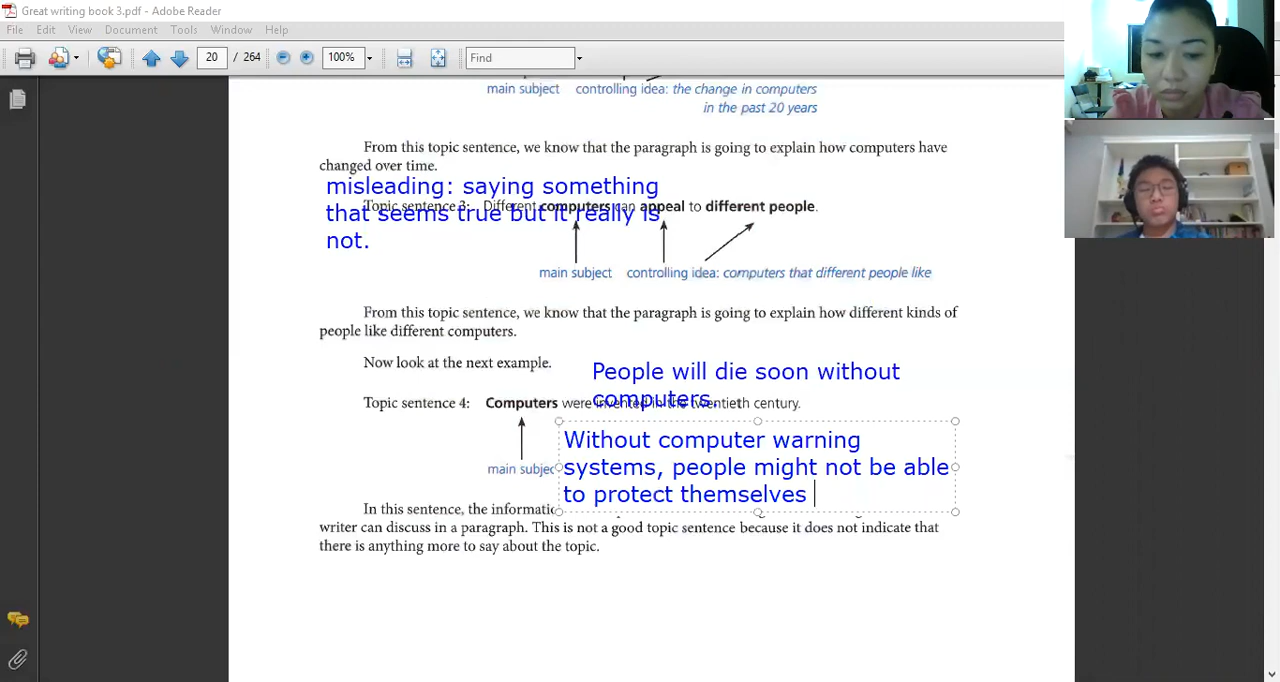 Great writing book 3.pdf - Adobe Reader
File Edit View Document Tools Window Help
20 / 264 100% Find
main subject controlling idea: the change in computers
in the past 20 years
From this topic sentence, we know that the paragraph is going to explain how computers have
changed over time.
misleading: saying something
Topic sentence 3: Different computers can appeal to different people.
that seems true but it really is
not.
main subject controlling idea: computers that different people like
From this topic sentence, we know that the paragraph is going to explain how different kinds of
people like different computers.
Now look at the next example.
People will die soon without
computers.
Topic sentence 4: Computers were invented in the twentieth century.
Without computer warning
main subjec
systems, people might not be able
to protect themselves
In this sentence, the informatio
writer can discuss in a paragraph. This is not a good topic sentence because it does not indicate that
there is anything more to say about the topic.